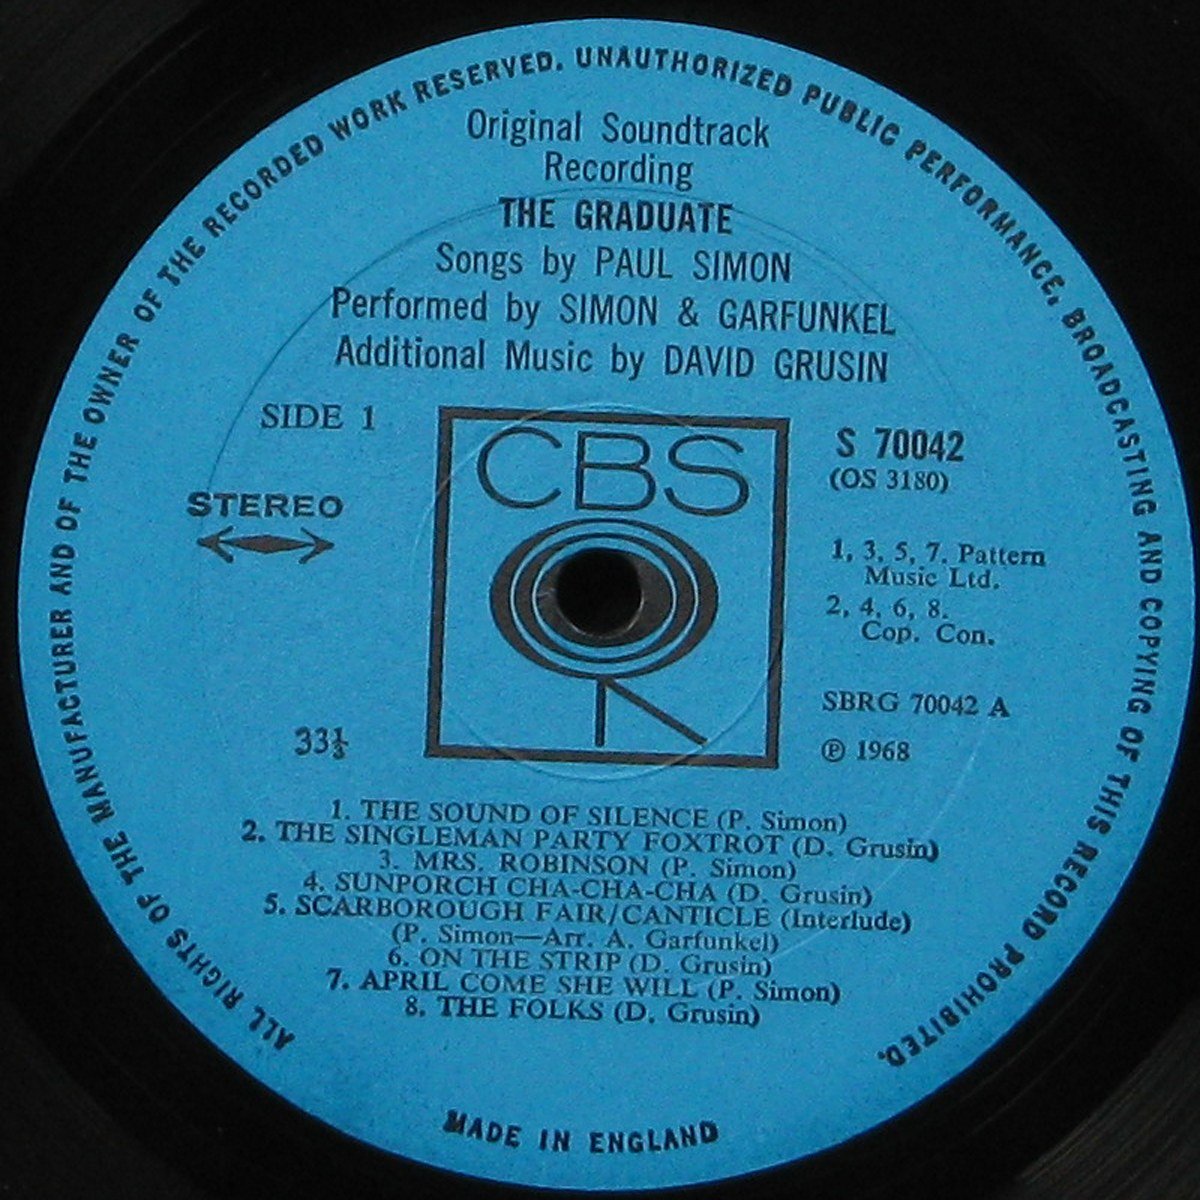 ALL RIGHTS OF THE MANUFACTURER AND OF THE OWNER OF THE RECORDED WORK RESERVED. UNAUTHORIZED PUBLIC PERFORMANCE, BROADCASTING AND COPYING OF THIS RECORD PROHIBITED.
Original Soundtrack
Recording
THE GRADUATE
Songs by PAUL SIMON
Performed by SIMON & GARFUNKEL
Additional Music by DAVID GRUSIN
SIDE 1
STEREO
33⅓
CBS
S 70042
(OS 3180)
1, 3, 5, 7. Pattern
Music Ltd.
2, 4, 6, 8.
Cop. Con.
SBRG 70042 A
℗ 1968
1. THE SOUND OF SILENCE (P. Simon)
2. THE SINGLEMAN PARTY FOXTROT (D. Grusin)
3. MRS. ROBINSON (P. Simon)
4. SUNPORCH CHA-CHA-CHA (D. Grusin)
5. SCARBOROUGH FAIR/CANTICLE (Interlude)
(P. Simon—Arr. A. Garfunkel)
6. ON THE STRIP (D. Grusin)
7. APRIL COME SHE WILL (P. Simon)
8. THE FOLKS (D. Grusin)
MADE IN ENGLAND